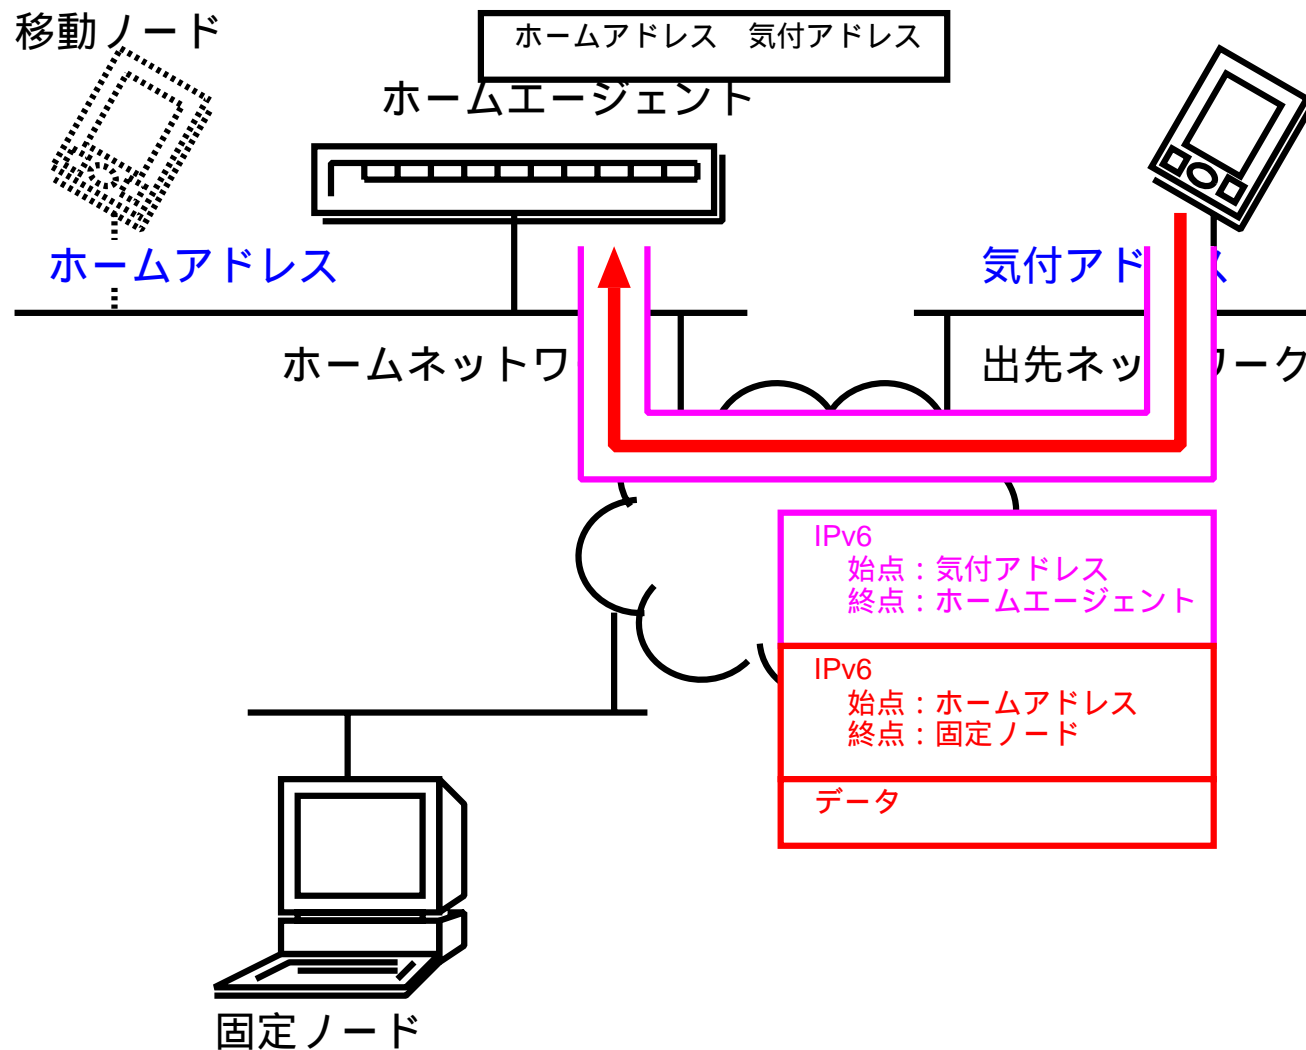 移動ノード
ホームアドレス　気付アドレス
ホームエージェント
ホームアドレス
気付アド ス
ホームネットワ
出先ネッ ワーク
IPv6
始点：気付アドレス
終点：ホームエージェント
IPv6
始点：ホームアドレス
終点：固定ノード
データ
固定ノード